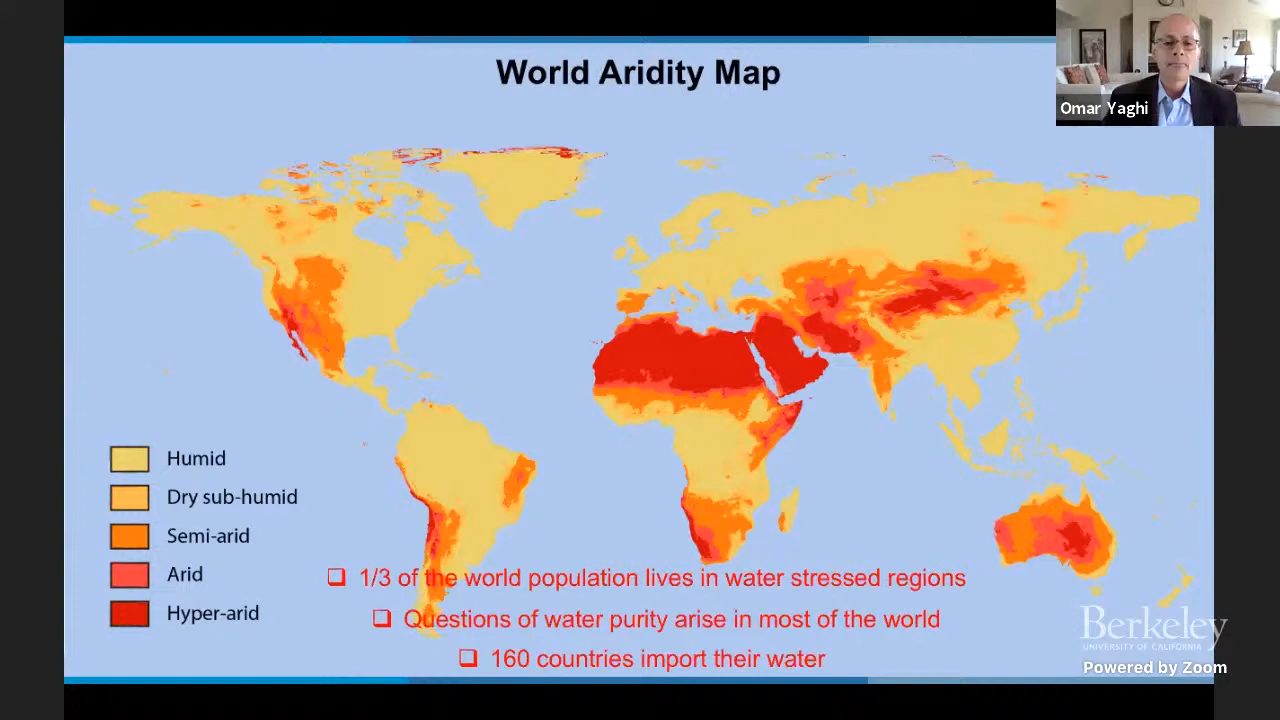 World Aridity Map
Omar Yaghi
Humid
Dry sub-humid
Semi-arid
Arid
Hyper-arid
1/3 of the world population lives in water stressed regions
Questions of water purity arise in most of the world
160 countries import their water
Berkeley
UNIVERSITY OF CALIFORNIA
Powered by Zoom